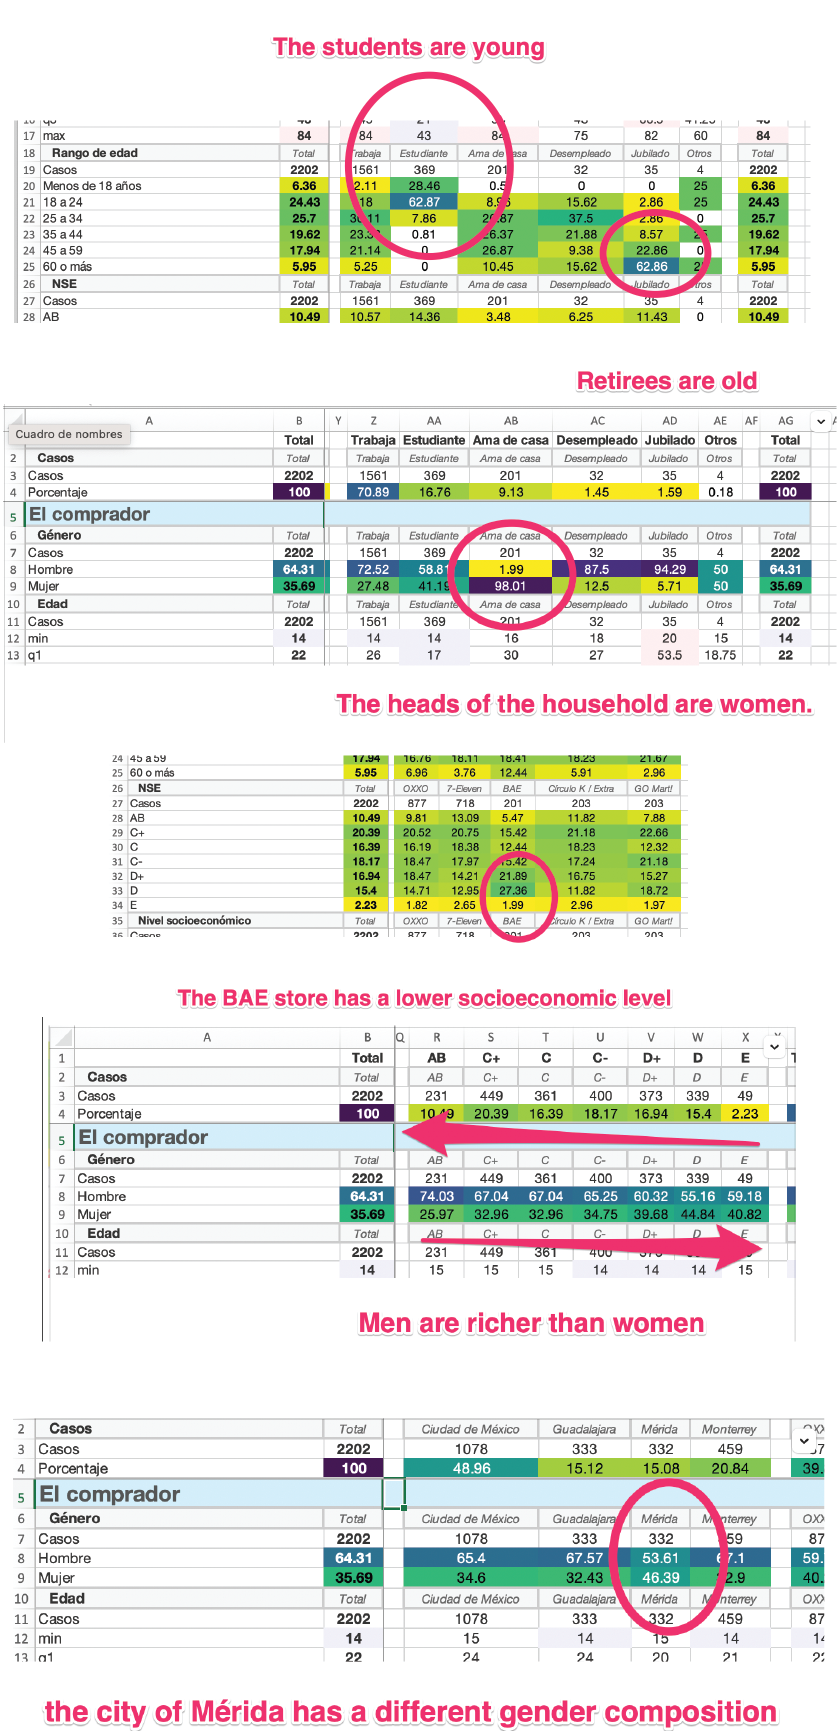 The students are young
17 max 84 84 43 84 75 82 60 84
18 Rango de edad Total Trabaja Estudiante Ama de casa Desempleado Jubilado Otros Total
19 Casos 2202 1561 369 201 32 35 4 2202
20 Menos de 18 años 6.36 2.11 28.46 0.5 0 0 25 6.36
21 18 a 24 24.43 18 62.87 8.96 15.62 2.86 25 24.43
22 25 a 34 25.7 30.11 7.86 26.87 37.5 2.86 0 25.7
23 35 a 44 19.62 23.38 0.81 26.37 21.88 8.57 25 19.62
24 45 a 59 17.94 21.14 0 26.87 9.38 22.86 0 17.94
25 60 o más 5.95 5.25 0 10.45 15.62 62.86 25 5.95
26 NSE Total Trabaja Estudiante Ama de casa Desempleado Jubilado Otros Total
27 Casos 2202 1561 369 201 32 35 4 2202
28 AB 10.49 10.57 14.36 3.48 6.25 11.43 0 10.49
Retirees are old
A B Y Z AA AB AC AD AE AF AG
Cuadro de nombres
Total Trabaja Estudiante Ama de casa Desempleado Jubilado Otros Total
2 Casos Total Trabaja Estudiante Ama de casa Desempleado Jubilado Otros Total
3 Casos 2202 1561 369 201 32 35 4 2202
4 Porcentaje 100 70.89 16.76 9.13 1.45 1.59 0.18 100
5 El comprador
6 Género Total Trabaja Estudiante Ama de casa Desempleado Jubilado Otros Total
7 Casos 2202 1561 369 201 32 35 4 2202
8 Hombre 64.31 72.52 58.81 1.99 87.5 94.29 50 64.31
9 Mujer 35.69 27.48 41.19 98.01 12.5 5.71 50 35.69
10 Edad Total Trabaja Estudiante Ama de casa Desempleado Jubilado Otros Total
11 Casos 2202 1561 369 201 32 35 4 2202
12 min 14 14 14 16 18 20 15 14
13 q1 22 26 17 30 27 53.5 18.75 22
The heads of the household are women.
24 45 a 59 17.94 16.76 18.11 18.41 18.23 21.67
25 60 o más 5.95 6.96 3.76 12.44 5.91 2.96
26 NSE Total OXXO 7-Eleven BAE Círculo K / Extra GO Mart!
27 Casos 2202 877 718 201 203 203
28 AB 10.49 9.81 13.09 5.47 11.82 7.88
29 C+ 20.39 20.52 20.75 15.42 21.18 22.66
30 C 16.39 16.19 18.38 12.44 18.23 12.32
31 C- 18.17 18.47 17.97 15.42 17.24 21.18
32 D+ 16.94 18.47 14.21 21.89 16.75 15.27
33 D 15.4 14.71 12.95 27.36 11.82 18.72
34 E 2.23 1.82 2.65 1.99 2.96 1.97
35 Nivel socioeconómico Total OXXO 7-Eleven BAE Círculo K / Extra GO Mart!
36 Casos 2202 877 718 201 203 203
The BAE store has a lower socioeconomic level
A B Q R S T U V W X Y
1 Total AB C+ C C- D+ D E
2 Casos Total AB C+ C C- D+ D E
3 Casos 2202 231 449 361 400 373 339 49
4 Porcentaje 100 10.49 20.39 16.39 18.17 16.94 15.4 2.23
5 El comprador
6 Género Total AB C+ C C- D+ D E
7 Casos 2202 231 449 361 400 373 339 49
8 Hombre 64.31 74.03 67.04 67.04 65.25 60.32 55.16 59.18
9 Mujer 35.69 25.97 32.96 32.96 34.75 39.68 44.84 40.82
10 Edad Total AB C+ C C- D+ D E
11 Casos 2202 231 449 361 400 373 339
12 min 14 15 15 15 14 14 14 15
Men are richer than women
2 Casos Total Ciudad de México Guadalajara Mérida Monterrey
3 Casos 2202 1078 333 332 459
4 Porcentaje 100 48.96 15.12 15.08 20.84 39.
5 El comprador
6 Género Total Ciudad de México Guadalajara Mérida Monterrey
7 Casos 2202 1078 333 332 459 87
8 Hombre 64.31 65.4 67.57 53.61 67.1 59.
9 Mujer 35.69 34.6 32.43 46.39 32.9 40.
10 Edad Total Ciudad de México Guadalajara Mérida Monterrey
11 Casos 2202 1078 333 332 459 87
12 min 14 15 14 15 14
13 q1 22 24 24 20 21
the city of Mérida has a different gender composition